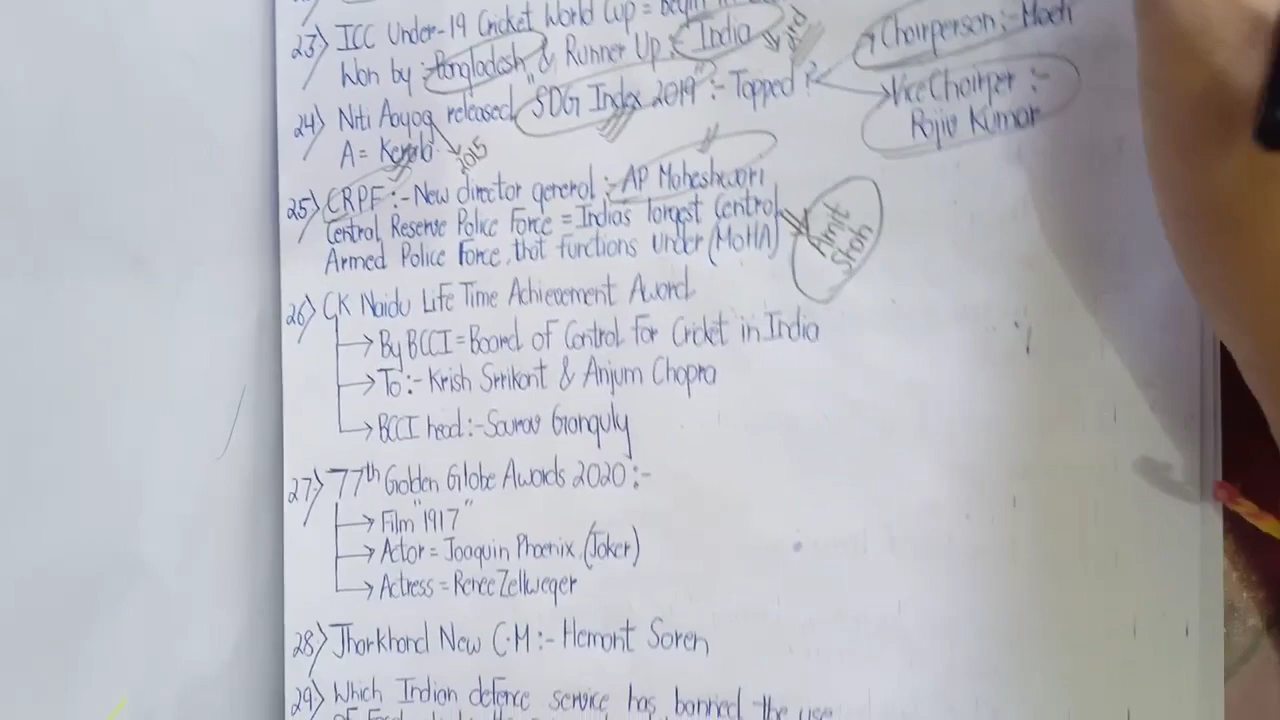 23) ICC Under-19 Cricket World Cup = Begin in
Won by :- Bangladesh & Runner Up :- India
Chairperson :- Modi
24) Niti Aayog released "SDG Index 2019" :- Topped ?
Vice Chairper :-
Rajiv Kumar
A = Kerala
2015
25) CRPF :- New director general :- AP Maheshwari
Central Reserve Police Force = Indias largest Central
Armed Police Force, that functions under (MoHA)
Amit
Shah
26) CK Naidu Life Time Achievement Award
→ By BCCI = Board of Control for Cricket in India
→ To :- Krish Srrikant & Anjum Chopra
→ BCCI head :- Sourav Ganguly
27) 77th Golden Globe Awards 2020 :-
→ Film "1917"
→ Actor = Joaquin Phoenix (Joker)
→ Actress = Renee Zellweger
28) Jharkhand New C.M :- Hemant Soren
29) Which Indian defence service has banned the use